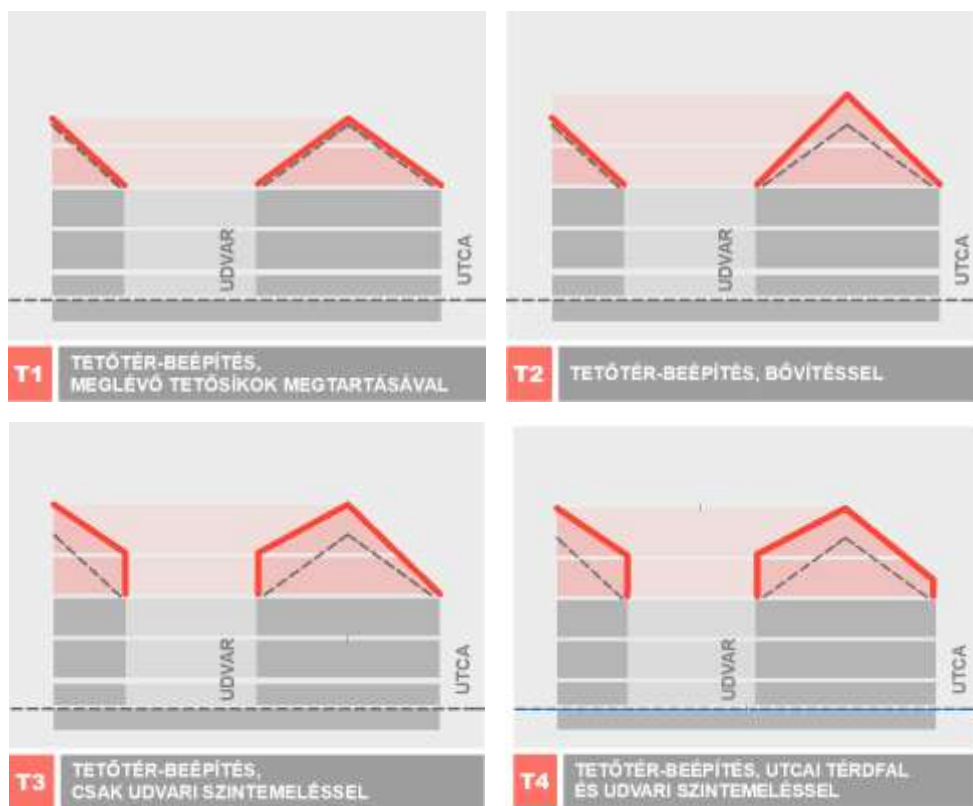 UDVAR
UTCA
T1
TETŐTÉR-BEÉPÍTÉS,
MEGLÉVŐ TETŐSÍKOK MEGTARTÁSÁVAL
UDVAR
UTCA
T2
TETŐTÉR-BEÉPÍTÉS, BŐVÍTÉSSEL
UDVAR
UTCA
T3
TETŐTÉR-BEÉPÍTÉS,
CSAK UDVARI SZINTEMELÉSSEL
UDVAR
UTCA
T4
TETŐTÉR-BEÉPÍTÉS, UTCAI TÉRDFAL
ÉS UDVARI SZINTEMELÉSSEL